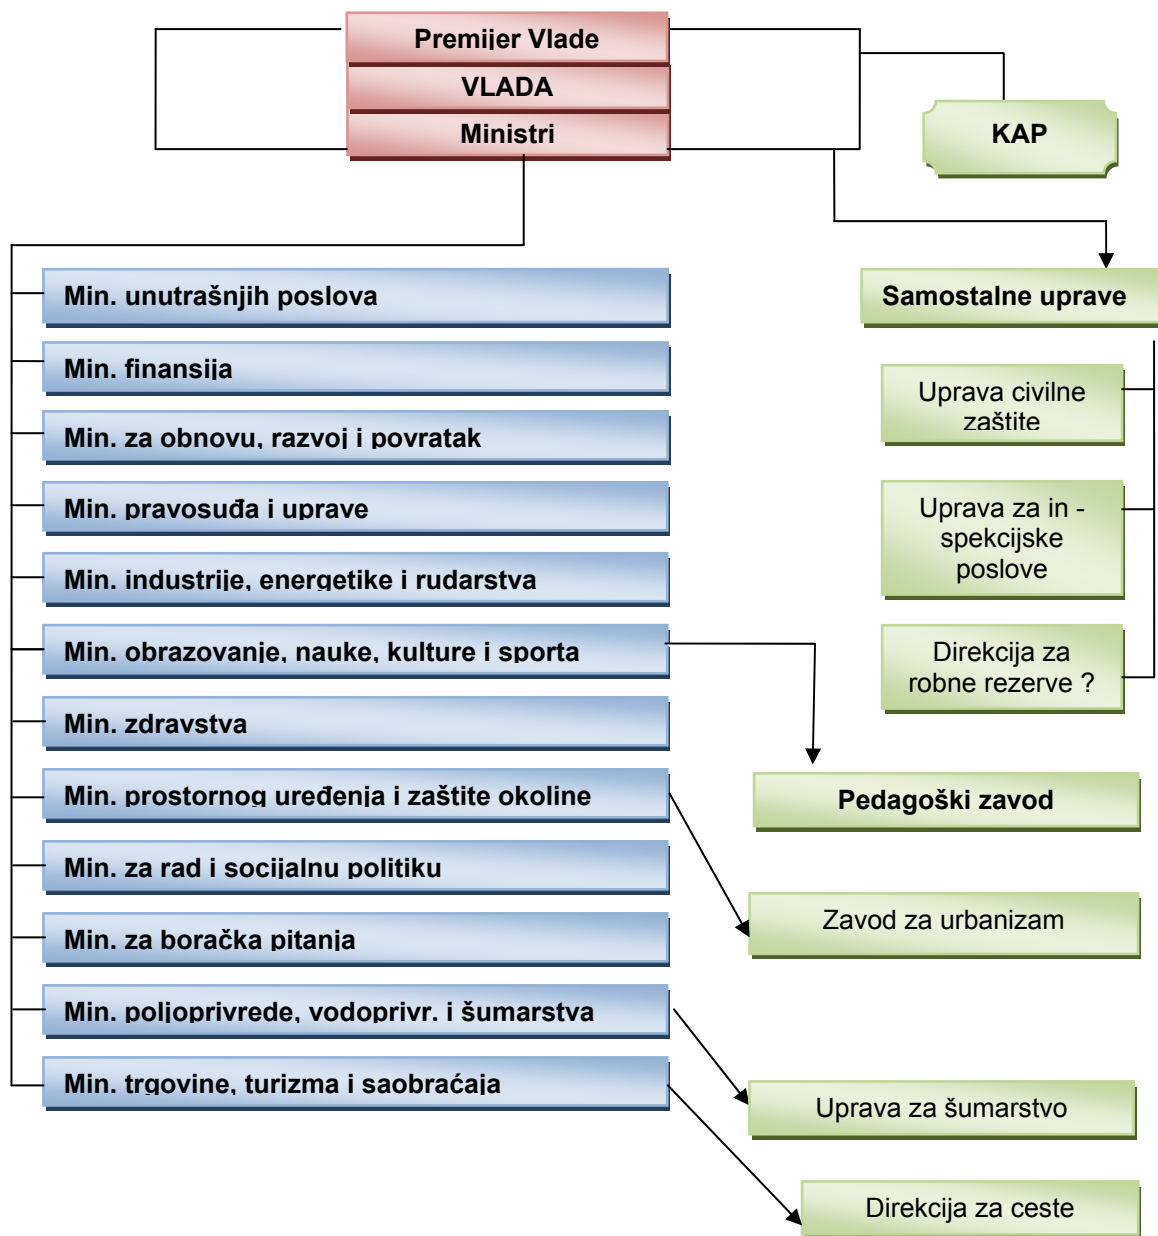 Premijer Vlade
VLADA
Ministri
KAP
Min. unutrašnjih poslova
Min. finansija
Min. za obnovu, razvoj i povratak
Min. pravosuđa i uprave
Min. industrije, energetike i rudarstva
Min. obrazovanje, nauke, kulture i sporta
Min. zdravstva
Min. prostornog uređenja i zaštite okoline
Min. za rad i socijalnu politiku
Min. za boračka pitanja
Min. poljoprivrede, vodoprivr. i šumarstva
Min. trgovine, turizma i saobraćaja
Samostalne uprave
Uprava civilne
zaštite
Uprava za in -
spekcijske
poslove
Direkcija za
robne rezerve ?
Pedagoški zavod
Zavod za urbanizam
Uprava za šumarstvo
Direkcija za ceste